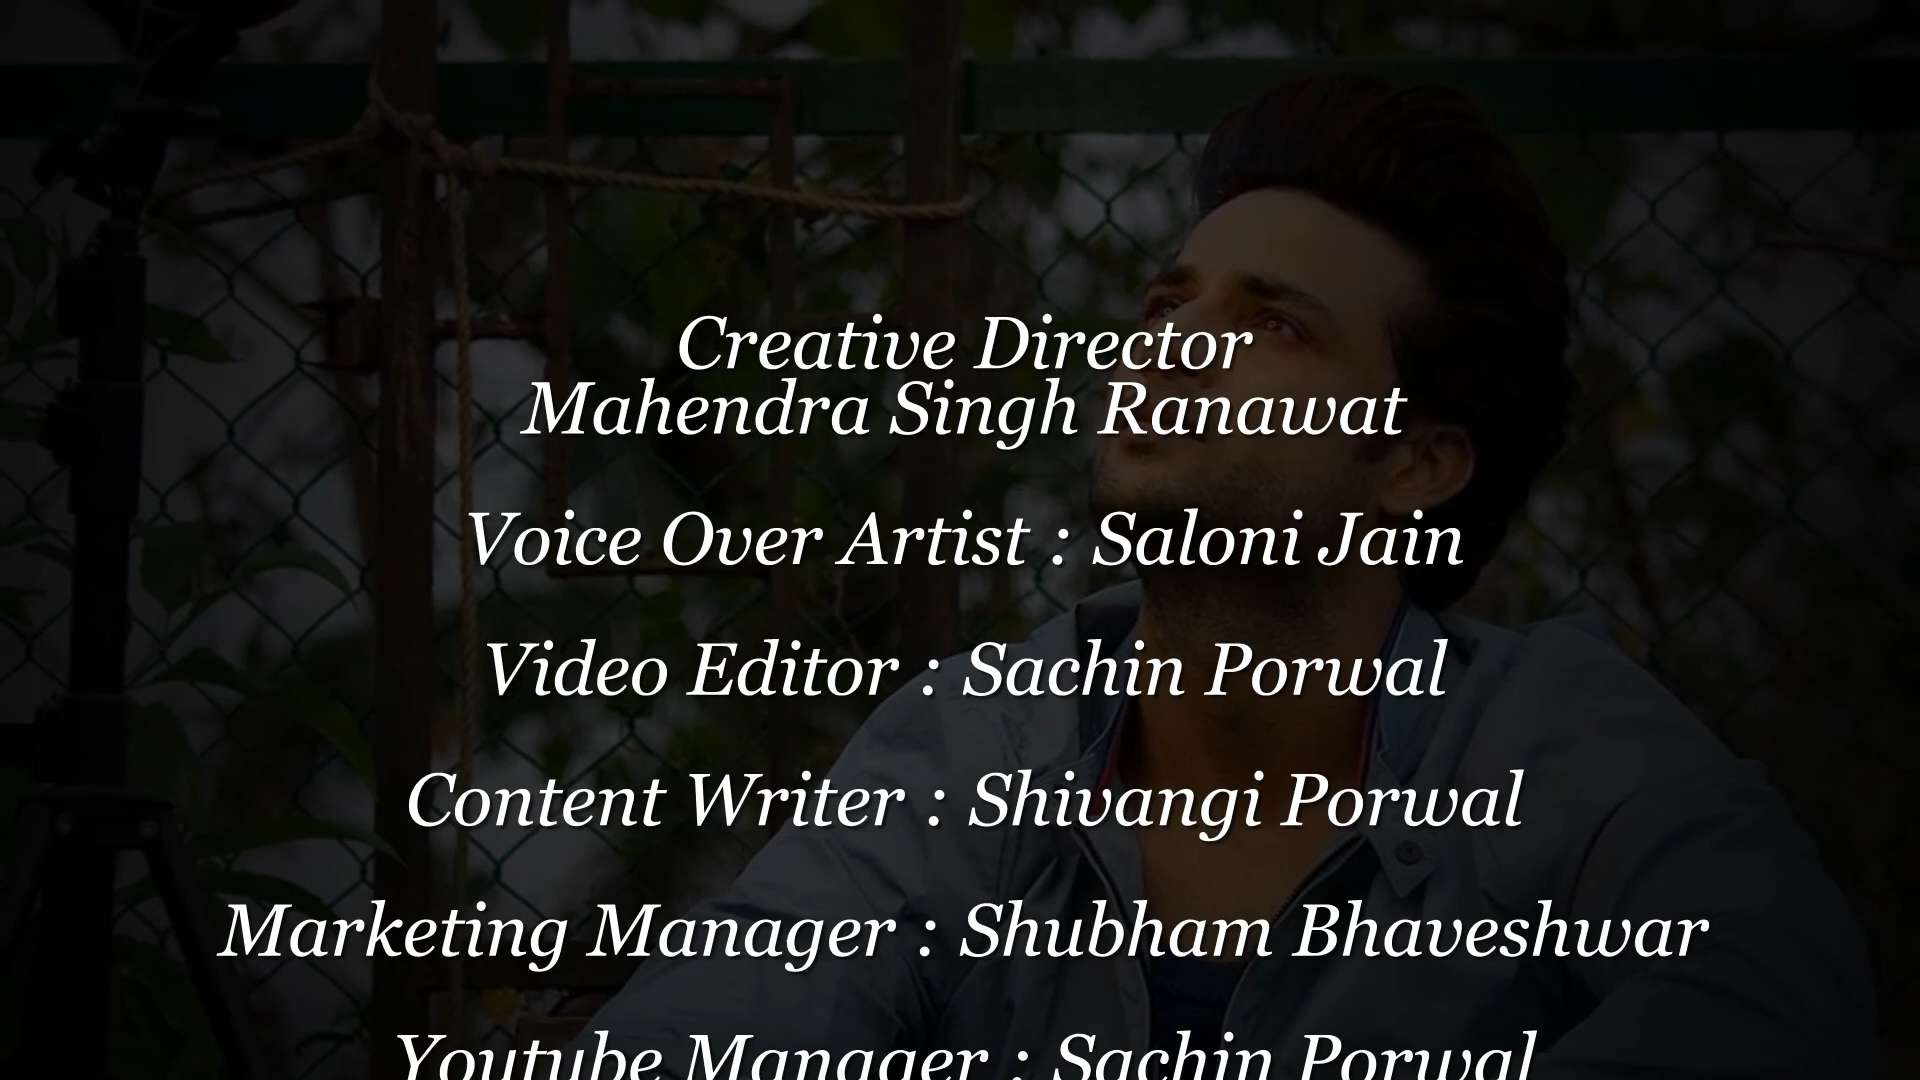 Creative Director
Mahendra Singh Ranawat
Voice Over Artist : Saloni Jain
Video Editor : Sachin Porwal
Content Writer : Shivangi Porwal
Marketing Manager : Shubham Bhaveshwar
Youtube Manager : Sachin Porwal